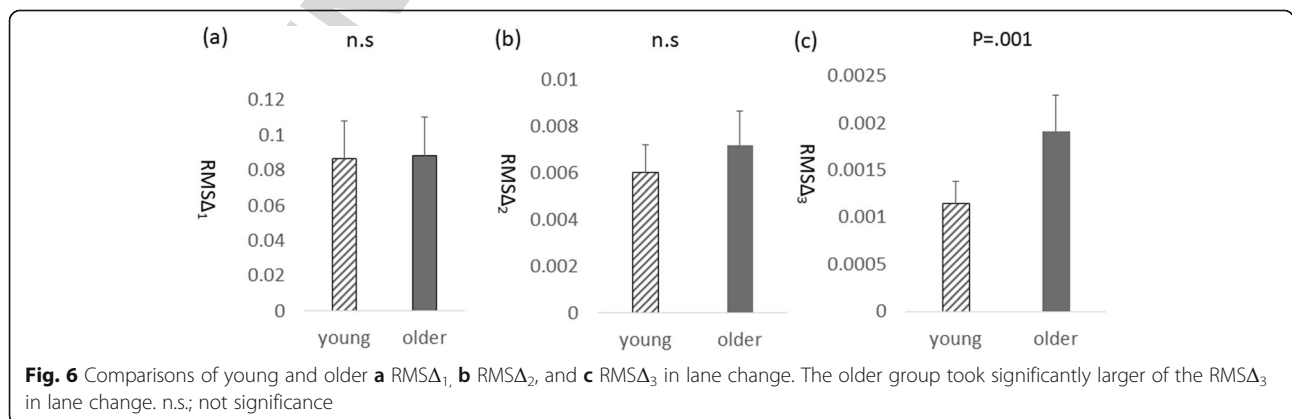 (a) n.s
(b) n.s
(c) P=.001
0.12
0.1
0.08
0.06
0.04
0.02
0
RMSΔ1
young older
0.01
0.008
0.006
0.004
0.002
0
RMSΔ2
young older
0.0025
0.002
0.0015
0.001
0.0005
0
RMSΔ3
young older
Fig. 6 Comparisons of young and older a RMSΔ1, b RMSΔ2, and c RMSΔ3 in lane change. The older group took significantly larger of the RMSΔ3
in lane change. n.s.; not significance